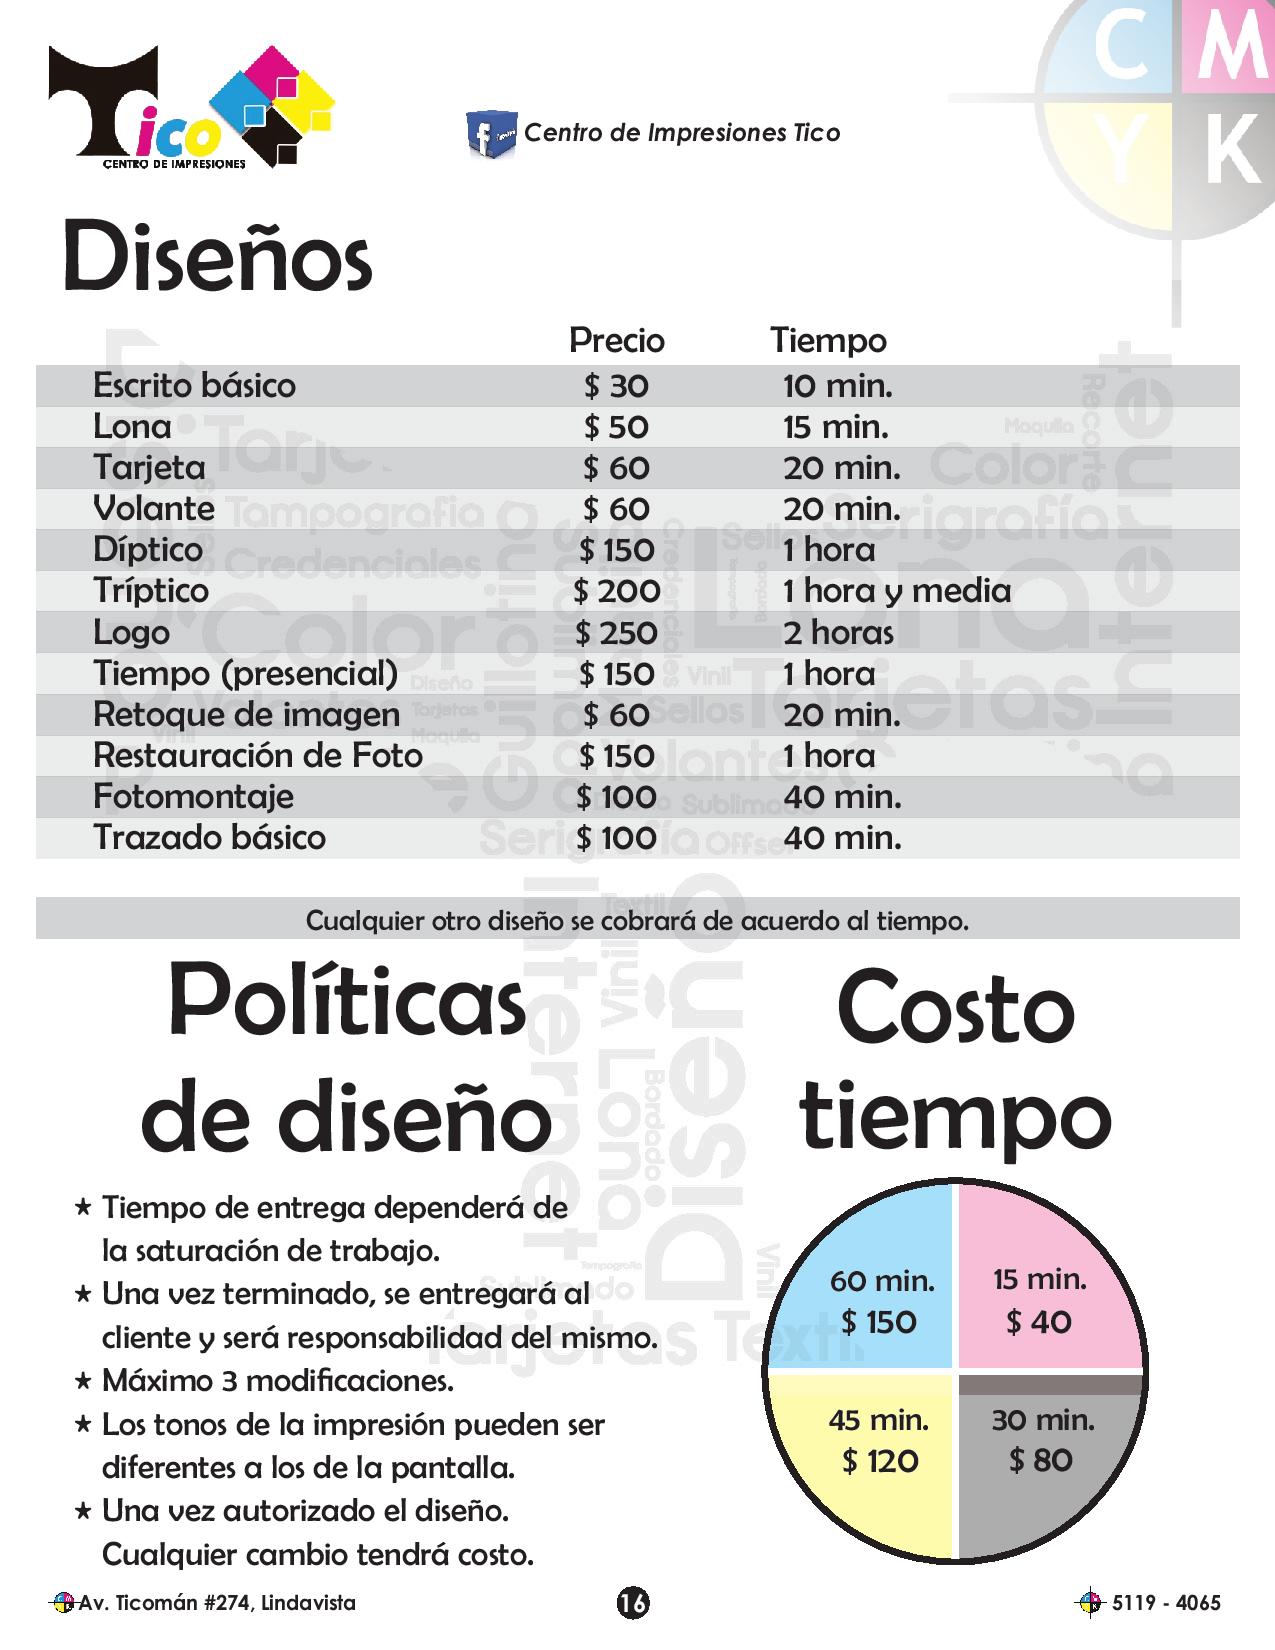 Tico
CENTRO DE IMPRESIONES
Centro de Impresiones Tico
C M
Y K
Diseños
Precio Tiempo
Escrito básico $ 30 10 min.
Lona $ 50 15 min.
Tarjeta $ 60 20 min.
Volante $ 60 20 min.
Díptico $ 150 1 hora
Tríptico $ 200 1 hora y media
Logo $ 250 2 horas
Tiempo (presencial) $ 150 1 hora
Retoque de imagen $ 60 20 min.
Restauración de Foto $ 150 1 hora
Fotomontaje $ 100 40 min.
Trazado básico $ 100 40 min.
Cualquier otro diseño se cobrará de acuerdo al tiempo.
Políticas
de diseño
★ Tiempo de entrega dependerá de
la saturación de trabajo.
★ Una vez terminado, se entregará al
cliente y será responsabilidad del mismo.
★ Máximo 3 modificaciones.
★ Los tonos de la impresión pueden ser
diferentes a los de la pantalla.
★ Una vez autorizado el diseño.
Cualquier cambio tendrá costo.
Costo
tiempo
60 min. 15 min.
$ 150 $ 40
45 min. 30 min.
$ 120 $ 80
Av. Ticomán #274, Lindavista
16
5119 - 4065